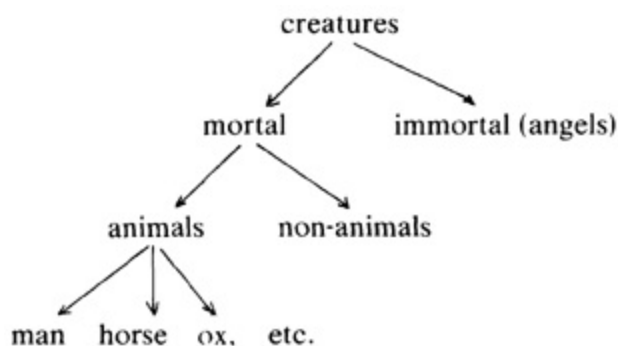 creatures
mortal immortal (angels)
animals non-animals
man horse ox, etc.